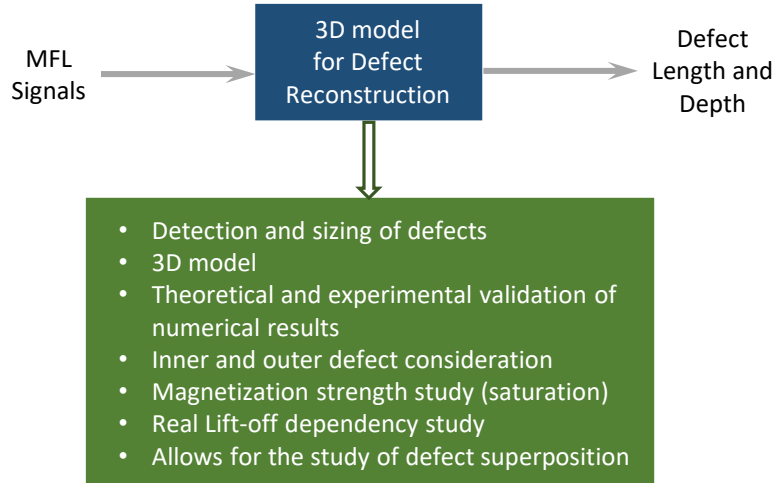 MFL
Signals
3D model
for Defect
Reconstruction
Defect
Length and
Depth
• Detection and sizing of defects
• 3D model
• Theoretical and experimental validation of
numerical results
• Inner and outer defect consideration
• Magnetization strength study (saturation)
• Real Lift-off dependency study
• Allows for the study of defect superposition